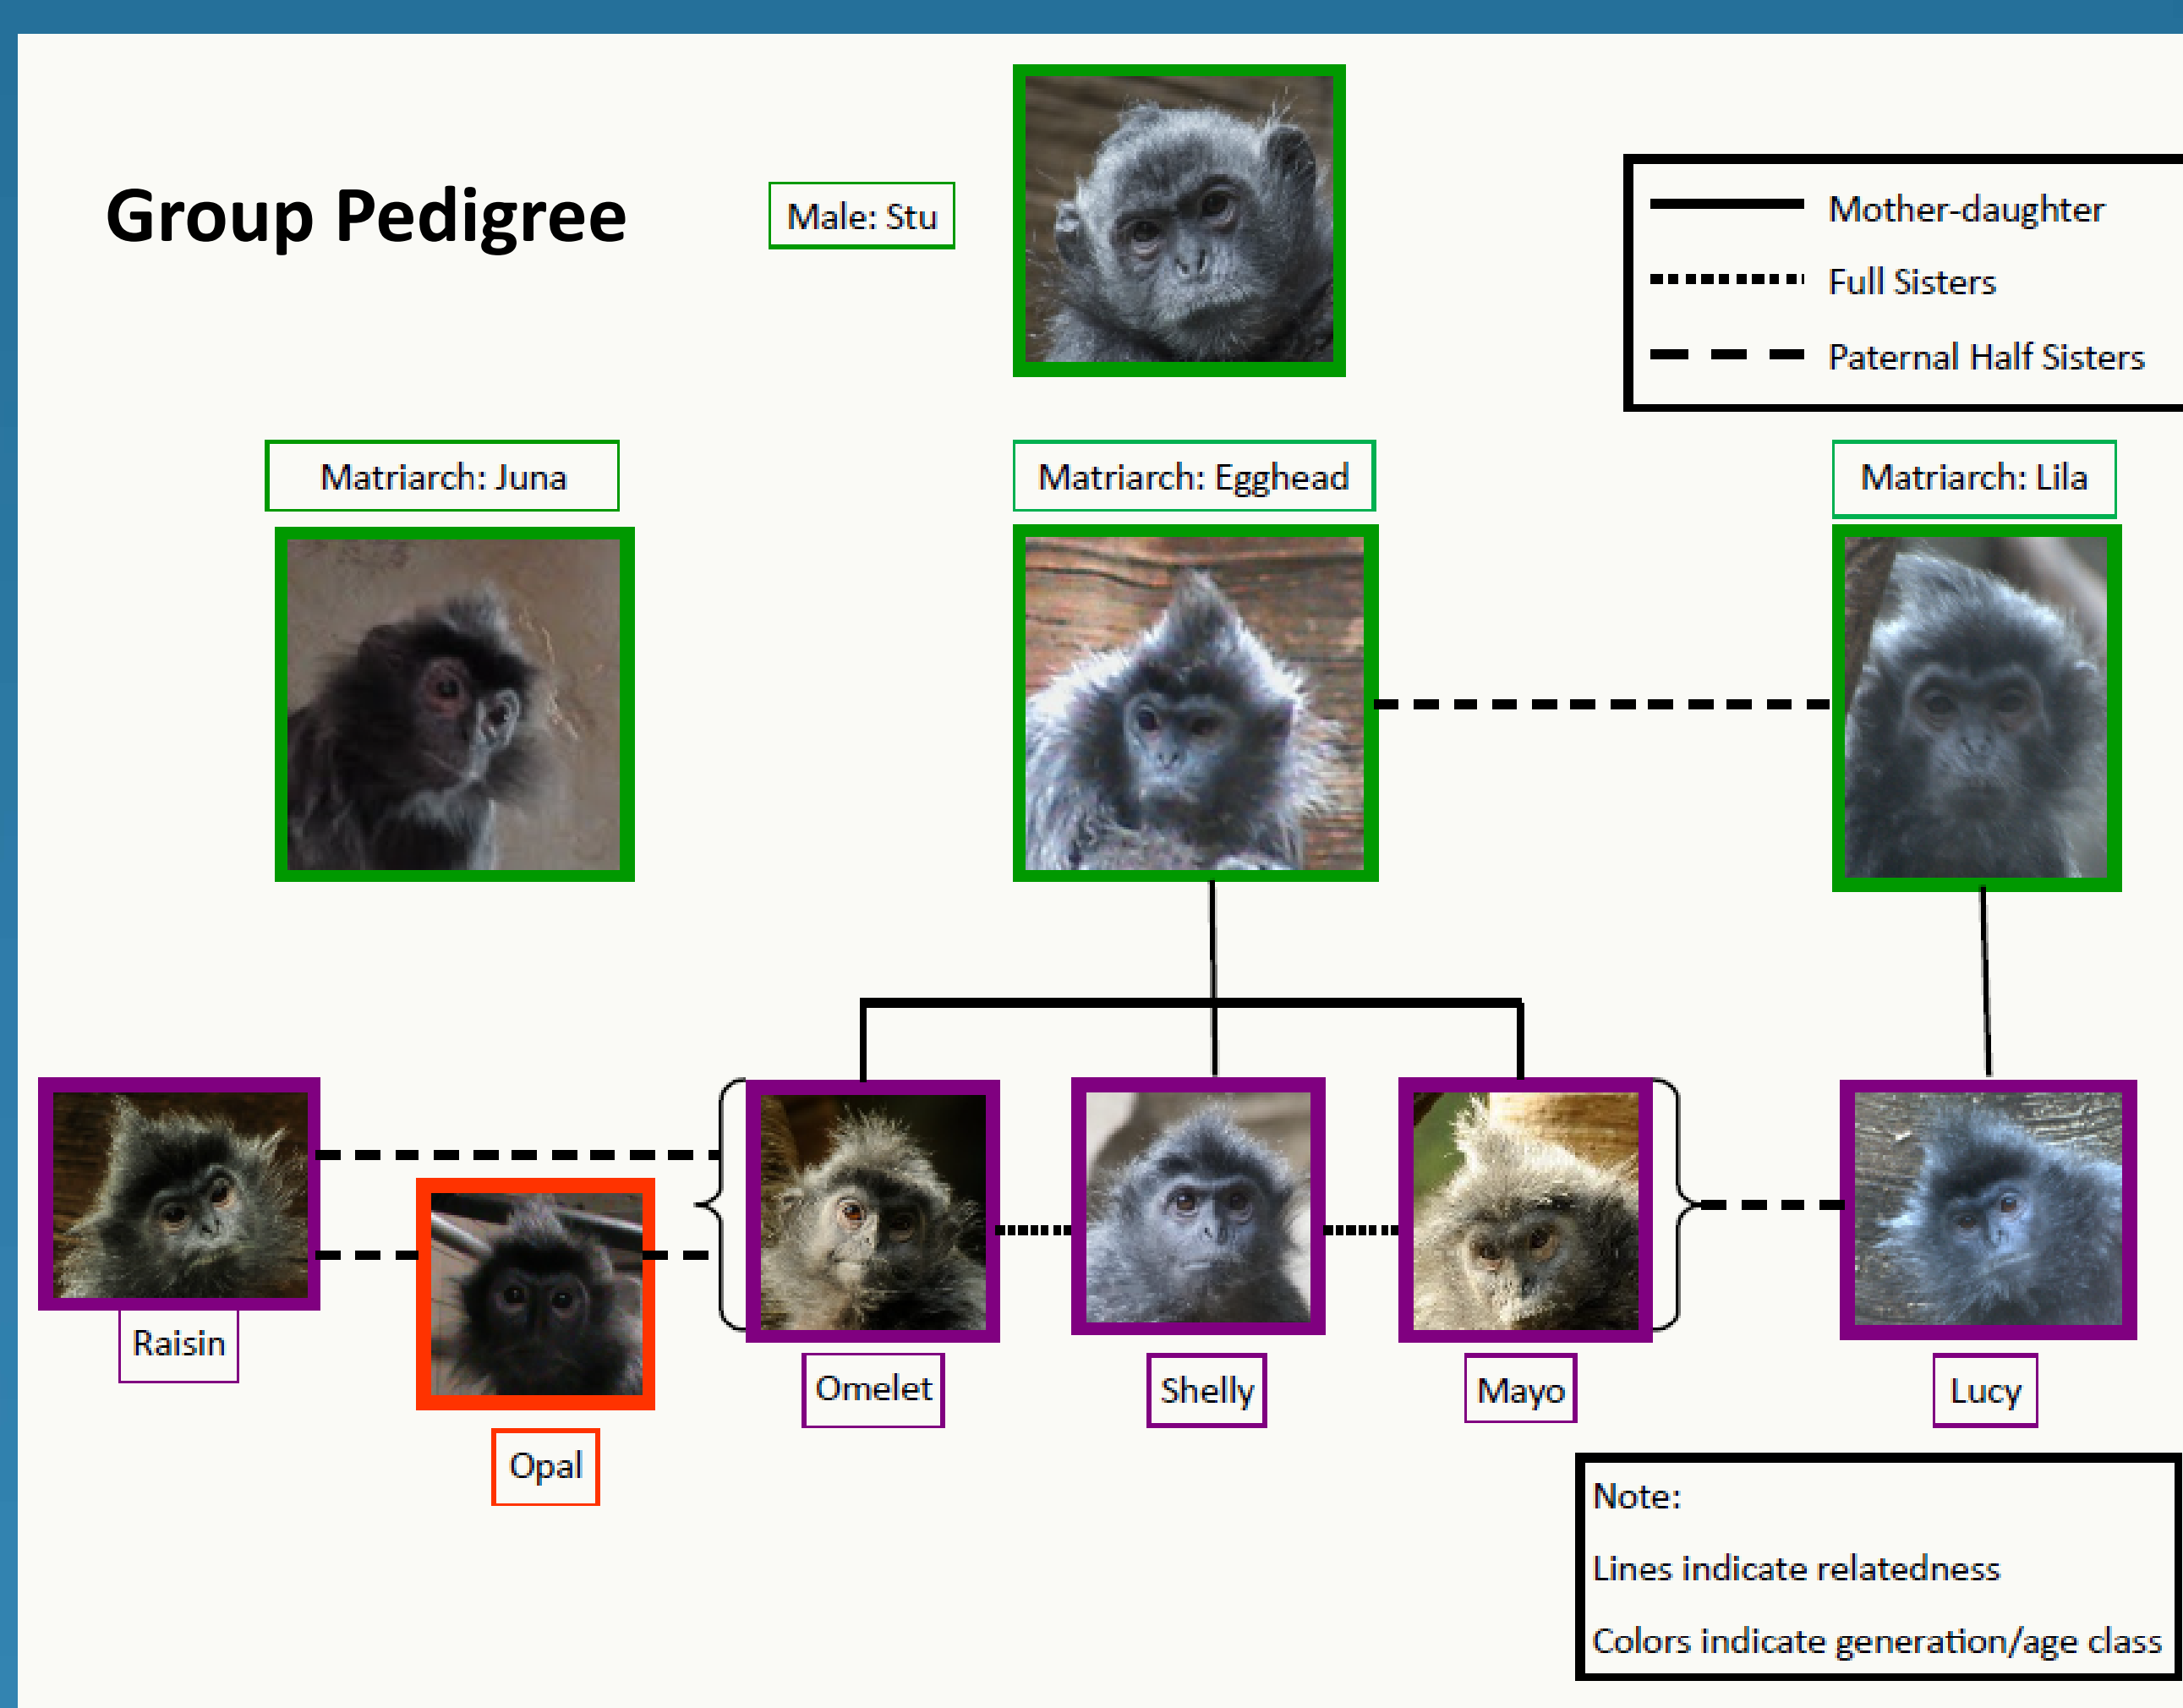 Group Pedigree
Male: Stu
Mother-daughter
Full Sisters
Paternal Half Sisters
Matriarch: Juna
Matriarch: Egghead
Matriarch: Lila
Raisin
Opal
Omelet
Shelly
Mayo
Lucy
Note:
Lines indicate relatedness
Colors indicate generation/age class